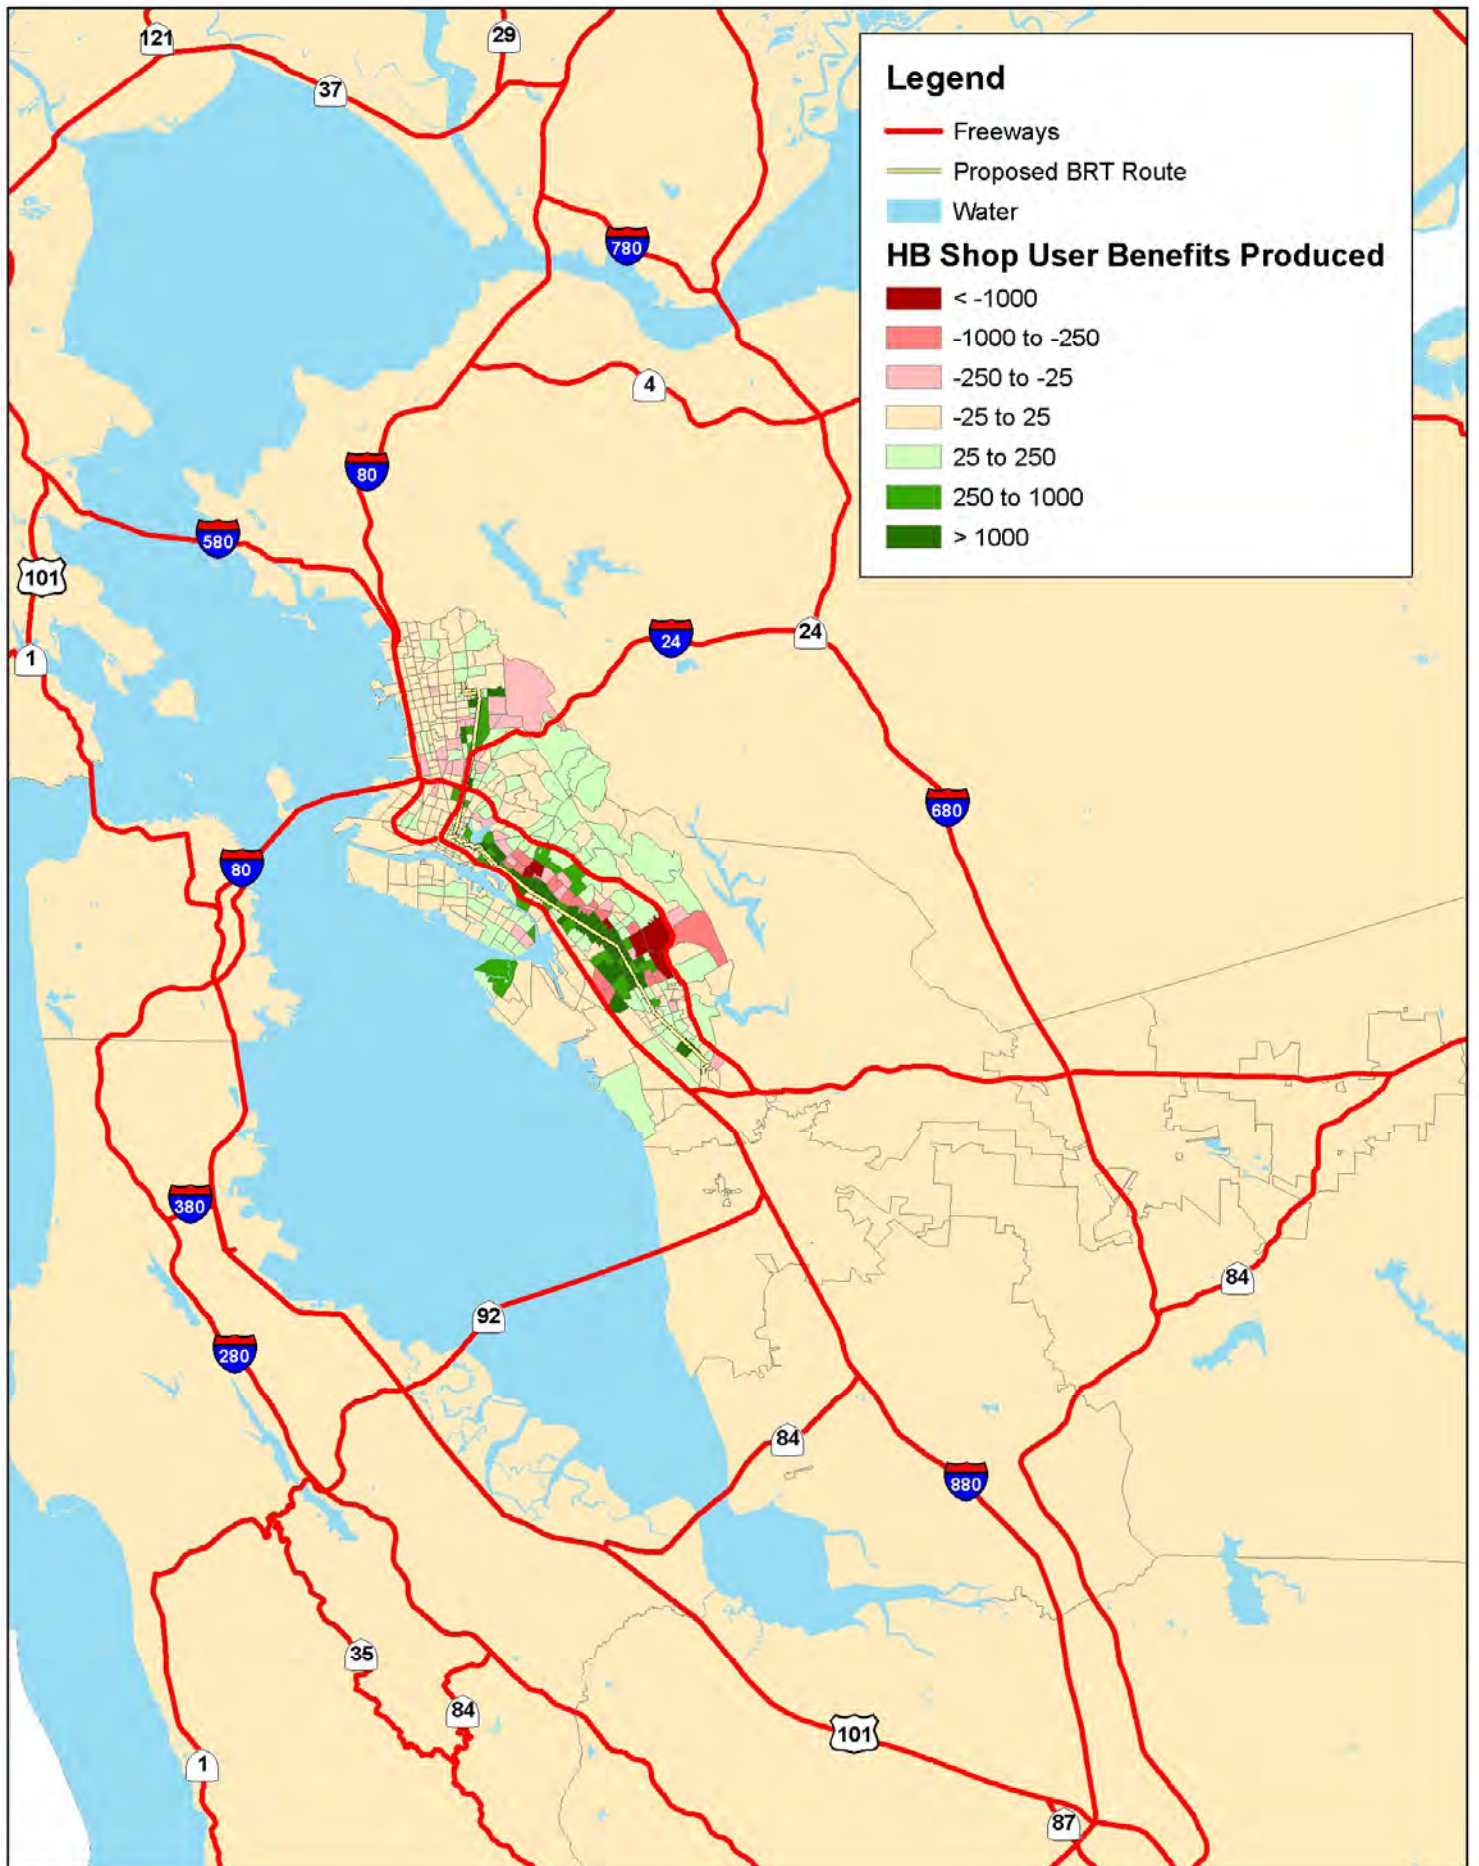 121
29
37
Legend
Freeways
Proposed BRT Route
Water
HB Shop User Benefits Produced
< -1000
-1000 to -250
-250 to -25
-25 to 25
25 to 250
250 to 1000
> 1000
780
4
80
580
101
1
24
24
680
80
380
84
92
280
84
880
35
84
101
1
87